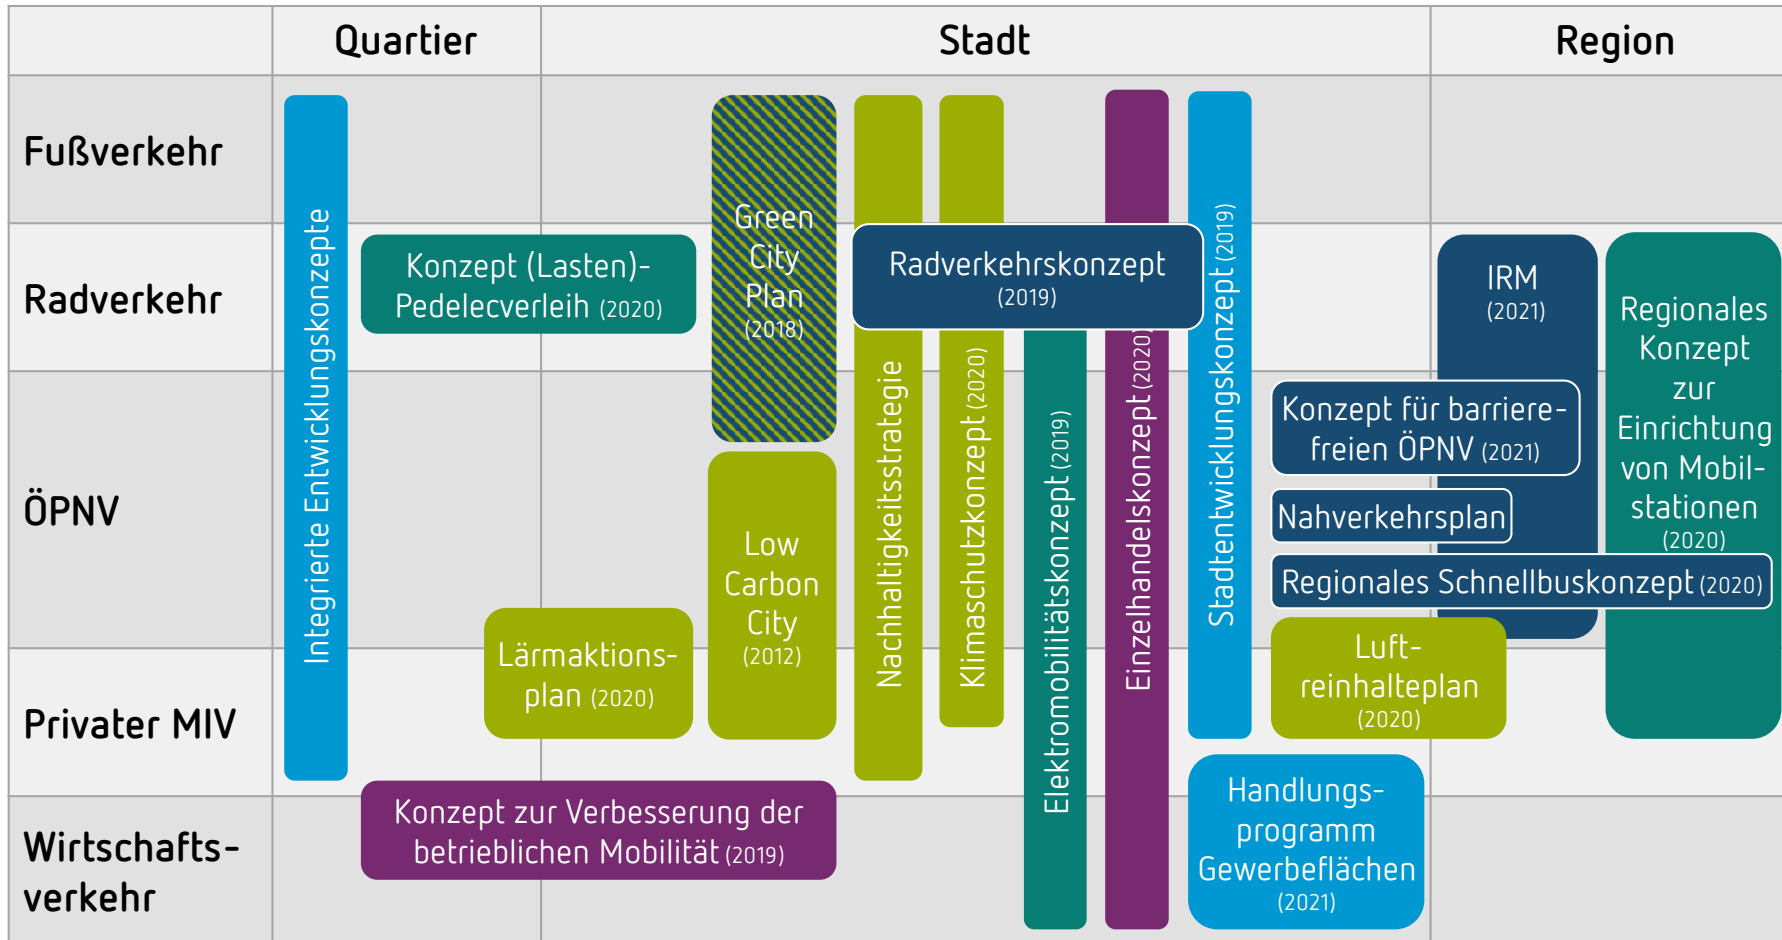 Quartier
Stadt
Region
Fußverkehr
Radverkehr
ÖPNV
Privater MIV
Wirtschafts-
verkehr
Integrierte Entwicklungskonzepte
Konzept (Lasten)-
Pedelecverleih (2020)
Lärmaktions-
plan (2020)
Konzept zur Verbesserung der
betrieblichen Mobilität (2019)
Green
City
Plan
(2018)
Low
Carbon
City
(2012)
Nachhaltigkeitsstrategie
Klimaschutzkonzept (2020)
Radverkehrskonzept
(2019)
Elektromobilitätskonzept (2019)
Einzelhandelskonzept (2020)
Stadtentwicklungskonzept (2019)
Handlungs-
programm
Gewerbeflächen
(2021)
IRM
(2021)
Konzept für barriere-
freien ÖPNV (2021)
Nahverkehrsplan
Regionales Schnellbuskonzept (2020)
Luft-
reinhalteplan
(2020)
Regionales
Konzept
zur
Einrichtung
von Mobil-
stationen
(2020)